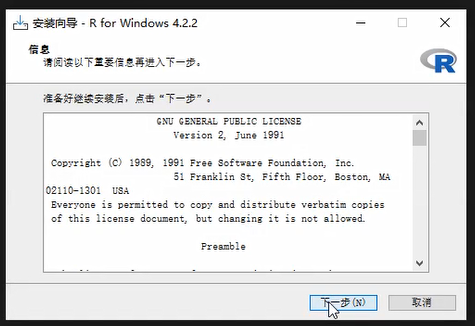 安装向导 - R for Windows 4.2.2
信息
请阅读以下重要信息再进入下一步。
R
准备好继续安装后，点击“下一步”。
GNU GENERAL PUBLIC LICENSE
Version 2, June 1991
Copyright (C) 1989, 1991 Free Software Foundation, Inc.
51 Franklin St, Fifth Floor, Boston, MA
02110-1301 USA
Everyone is permitted to copy and distribute verbatim copies
of this license document, but changing it is not allowed.
Preamble
下一步(N)
取消